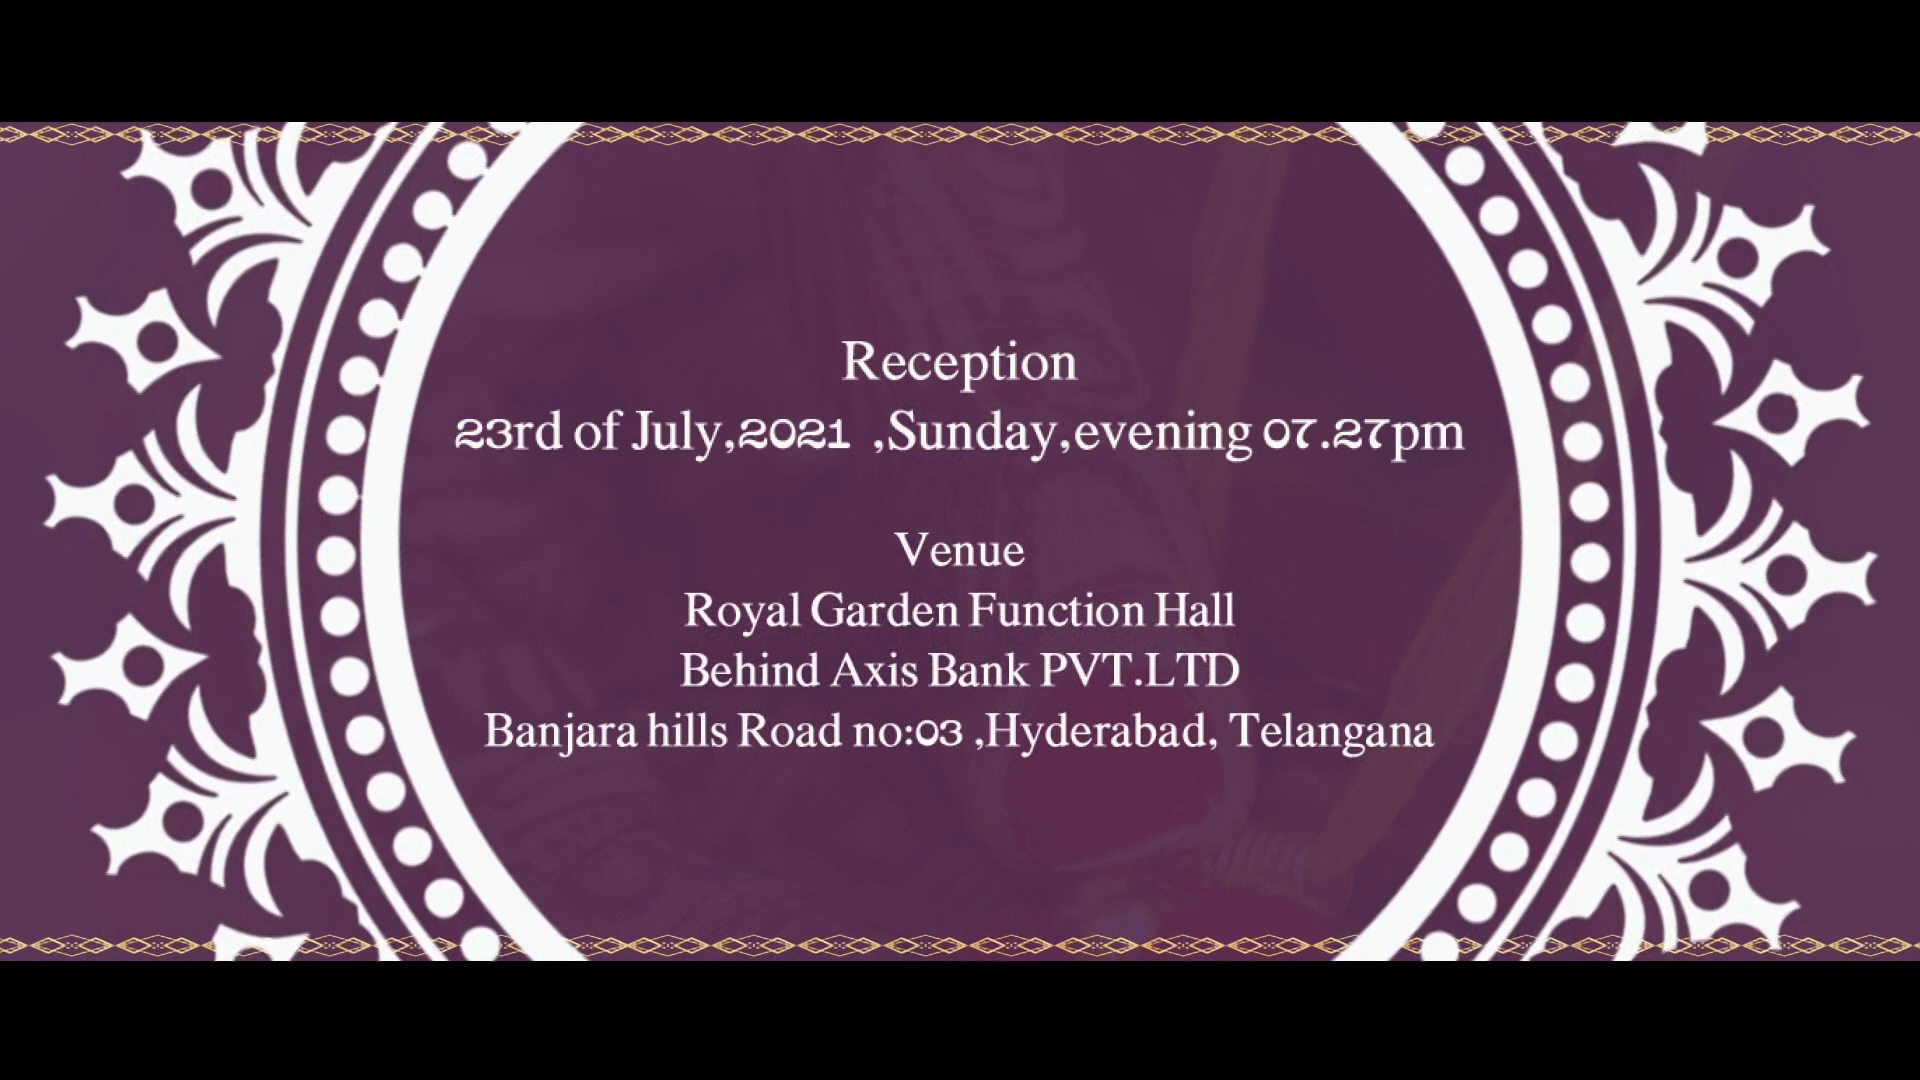 Reception
23rd of July,2021 ,Sunday,evening 07.27pm
Venue
Royal Garden Function Hall
Behind Axis Bank PVT.LTD
Banjara hills Road no:03 ,Hyderabad, Telangana